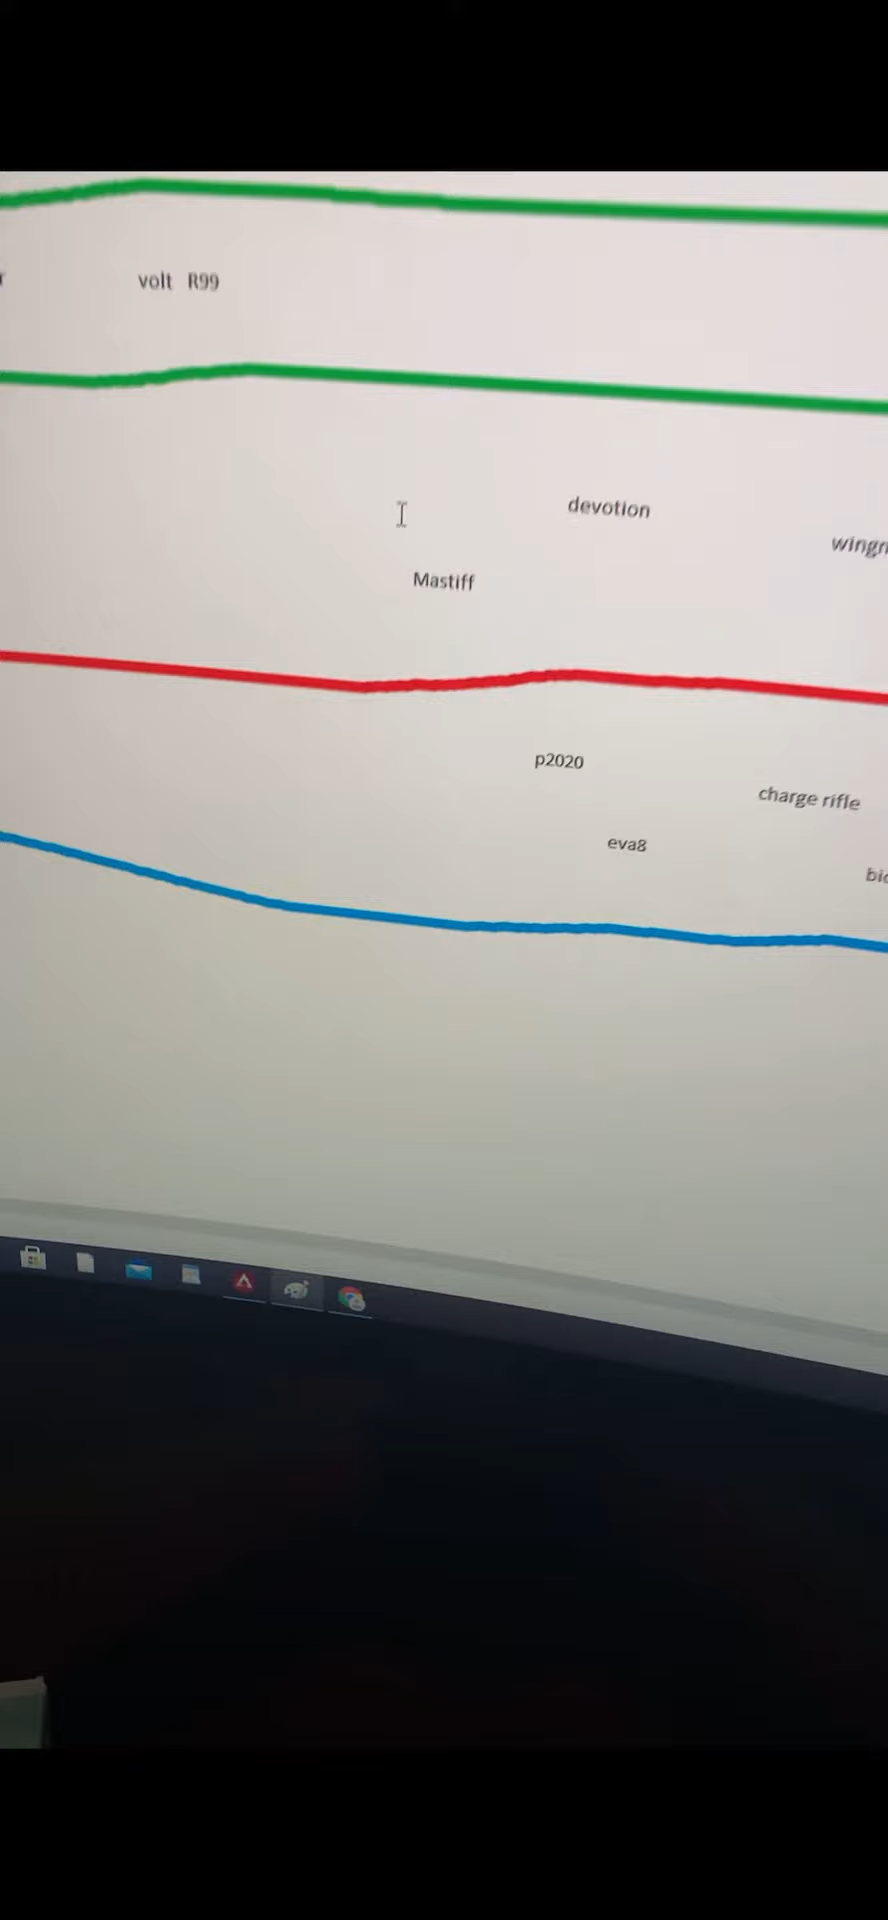 volt R99
devotion
Mastiff
p2020
charge rifle
eva8